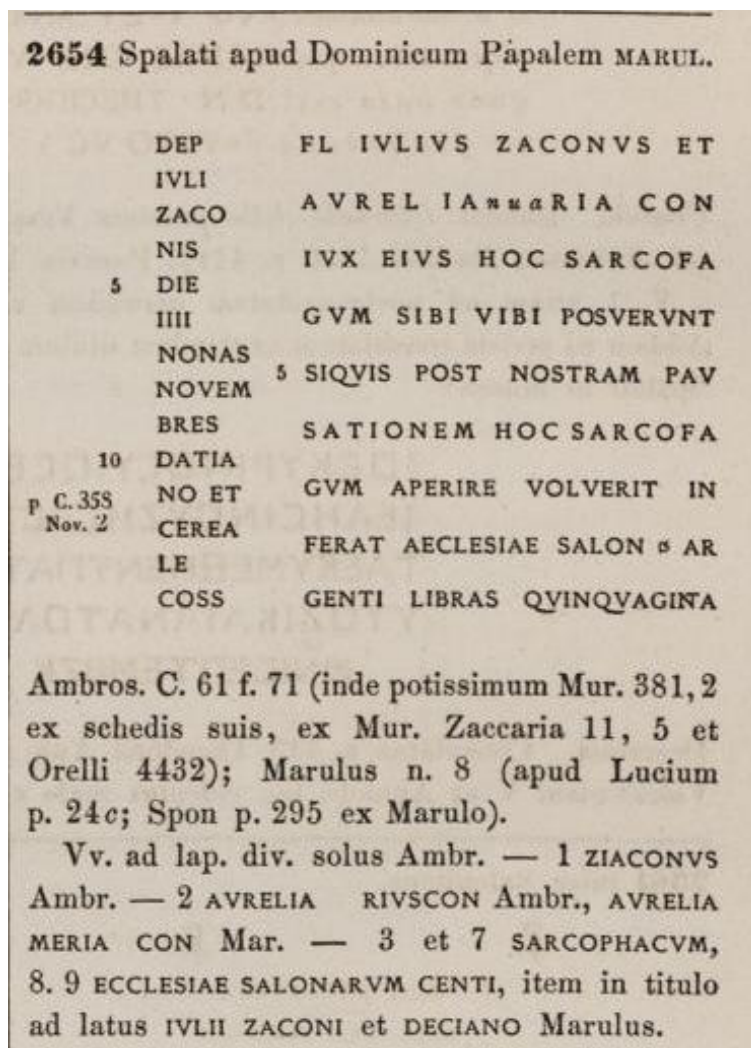 2654 Spalati apud Dominicum Papalem MARUL.
DEP
IVLI
ZACO
NIS
5 DIE
IIII
NONAS
NOVEM
BRES
10 DATIA
NO ET
CEREA
LE
COSS
p C. 358
Nov. 2
FL IVLIVS ZACONVS ET
AVREL IAnuaRIA CON
IVX EIVS HOC SARCOFA
GVM SIBI VIBI POSVERVNT
5 SIQVIS POST NOSTRAM PAV
SATIONEM HOC SARCOFA
GVM APERIRE VOLVERIT IN
FERAT AECLESIAE SALON ∅ AR
GENTI LIBRAS QVINQVAGINTA
Ambros. C. 61 f. 71 (inde potissimum Mur. 381, 2
ex schedis suis, ex Mur. Zaccaria 11, 5 et
Orelli 4432); Marulus n. 8 (apud Lucium
p. 24c; Spon p. 295 ex Marulo).
Vv. ad lap. div. solus Ambr. — 1 ZIACONVS
Ambr. — 2 AVRELIA RIVSCON Ambr., AVRELIA
MERIA CON Mar. — 3 et 7 SARCOPHACVM,
8. 9 ECCLESIAE SALONARVM CENTI, item in titulo
ad latus IVLII ZACONI et DECIANO Marulus.